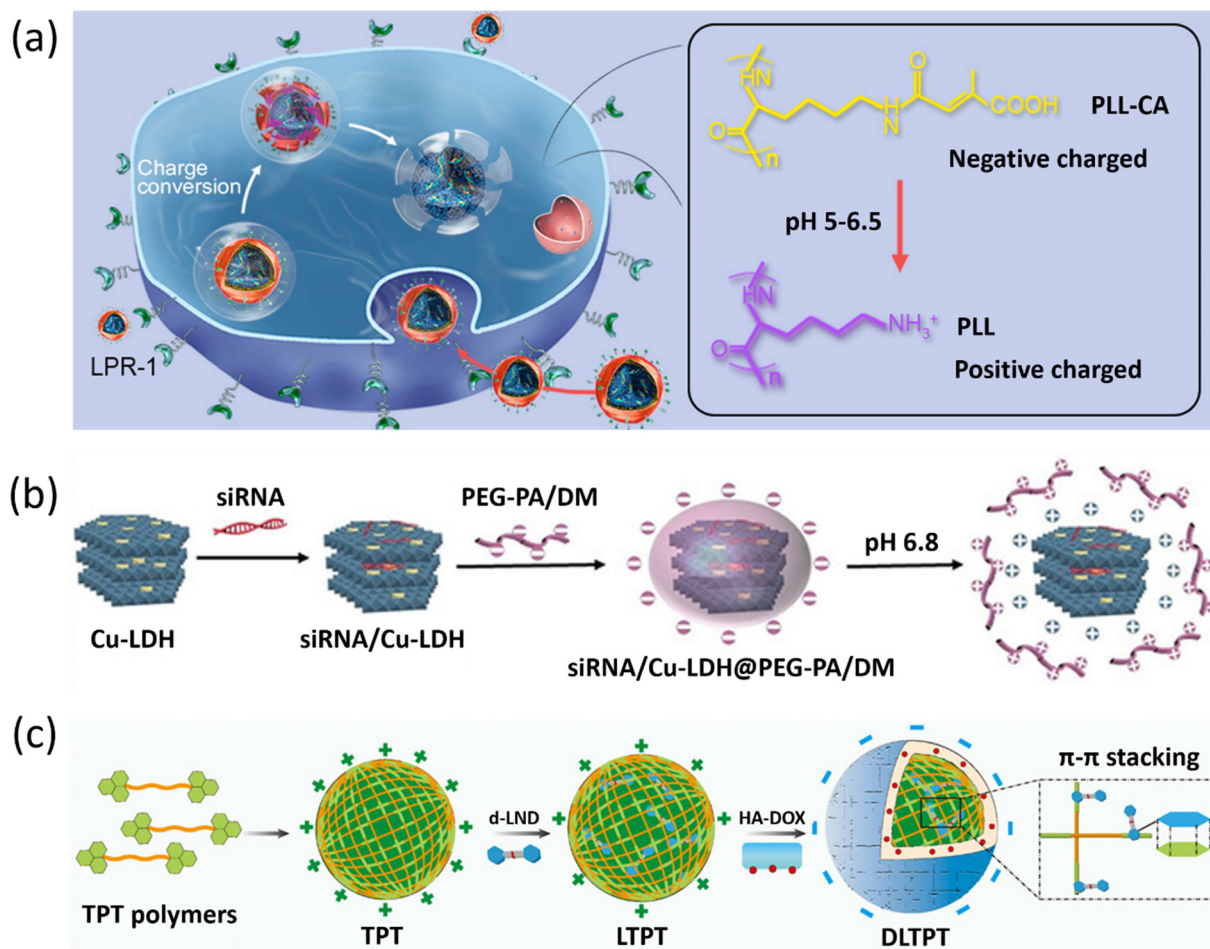 (a)
Charge
conversion
LPR-1
HN
O
n
O
H
N
COOH
PLL-CA
Negative charged
pH 5-6.5
HN
O
n
NH₃⁺
PLL
Positive charged
(b)
siRNA
PEG-PA/DM
pH 6.8
Cu-LDH
siRNA/Cu-LDH
siRNA/Cu-LDH@PEG-PA/DM
(c)
π-π stacking
d-LND
HA-DOX
TPT polymers
TPT
LTPT
DLTPT